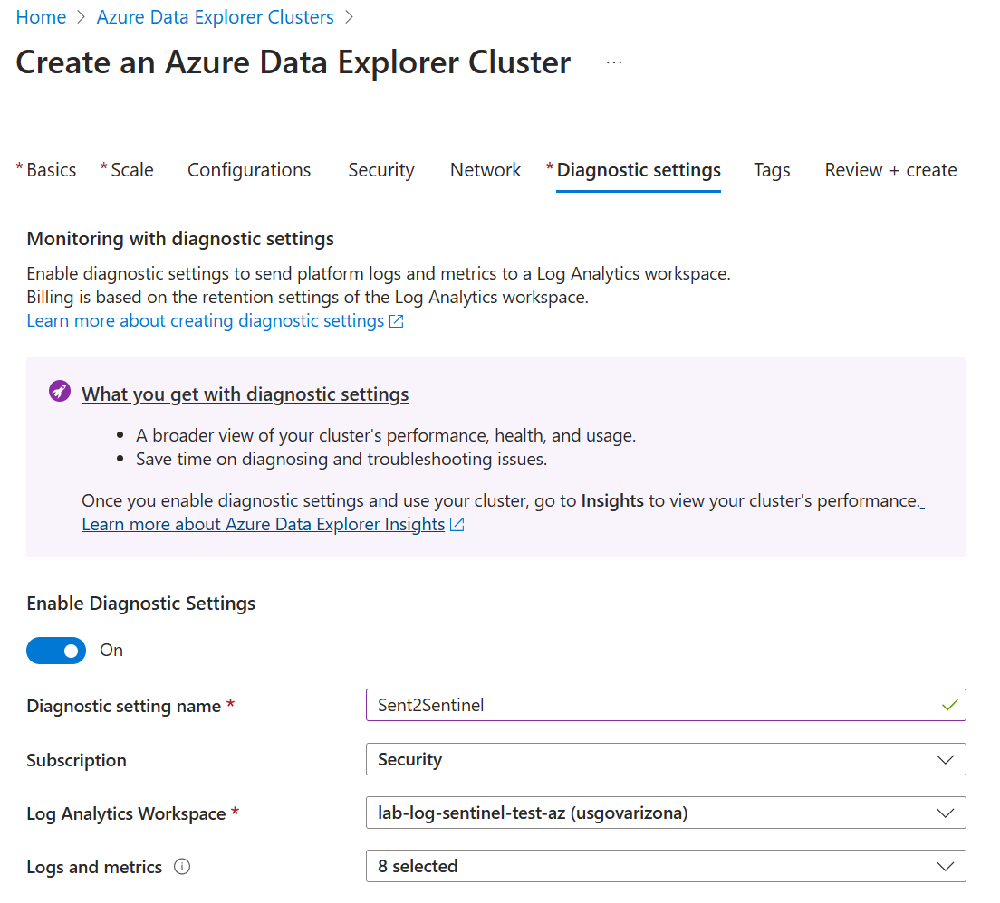 Home > Azure Data Explorer Clusters >
Create an Azure Data Explorer Cluster ...
* Basics * Scale Configurations Security Network * Diagnostic settings Tags Review + create
Monitoring with diagnostic settings
Enable diagnostic settings to send platform logs and metrics to a Log Analytics workspace.
Billing is based on the retention settings of the Log Analytics workspace.
Learn more about creating diagnostic settings
What you get with diagnostic settings
• A broader view of your cluster's performance, health, and usage.
• Save time on diagnosing and troubleshooting issues.
Once you enable diagnostic settings and use your cluster, go to Insights to view your cluster's performance.
Learn more about Azure Data Explorer Insights
Enable Diagnostic Settings
On
Diagnostic setting name * Sent2Sentinel
Subscription Security
Log Analytics Workspace * lab-log-sentinel-test-az (usgovarizona)
Logs and metrics 8 selected